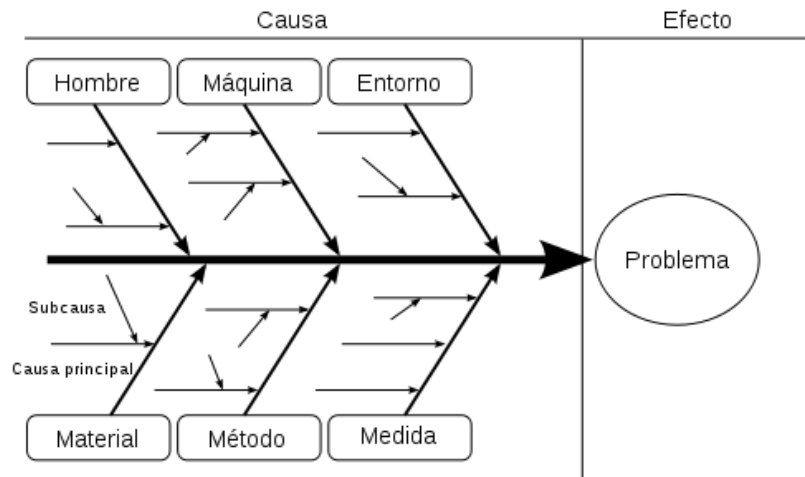 Causa
Efecto
Hombre
Máquina
Entorno
Problema
Subcausa
Causa principal
Material
Método
Medida